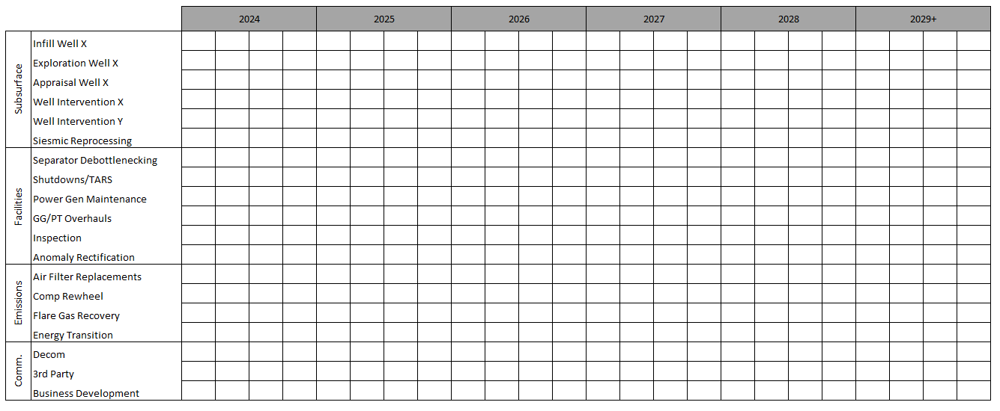 2024 2025 2026 2027 2028 2029+
Subsurface
Infill Well X
Exploration Well X
Appraisal Well X
Well Intervention X
Well Intervention Y
Siesmic Reprocessing
Facilities
Separator Debottlenecking
Shutdowns/TARS
Power Gen Maintenance
GG/PT Overhauls
Inspection
Anomaly Rectification
Emissions
Air Filter Replacements
Comp Rewheel
Flare Gas Recovery
Energy Transition
Comm.
Decom
3rd Party
Business Development